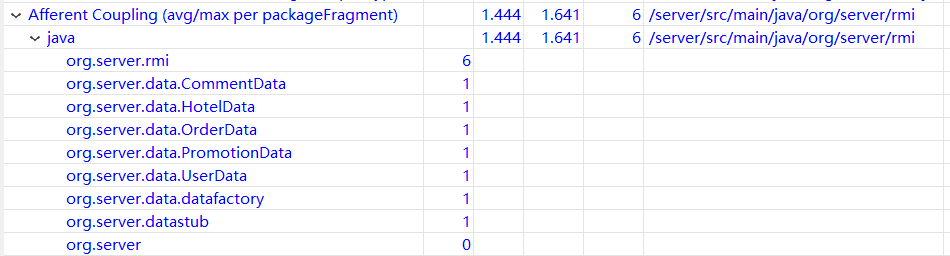 Afferent Coupling (avg/max per packageFragment) 1.444 1.641 6 /server/src/main/java/org/server/rmi
java 1.444 1.641 6 /server/src/main/java/org/server/rmi
org.server.rmi 6
org.server.data.CommentData 1
org.server.data.HotelData 1
org.server.data.OrderData 1
org.server.data.PromotionData 1
org.server.data.UserData 1
org.server.data.datafactory 1
org.server.datastub 1
org.server 0